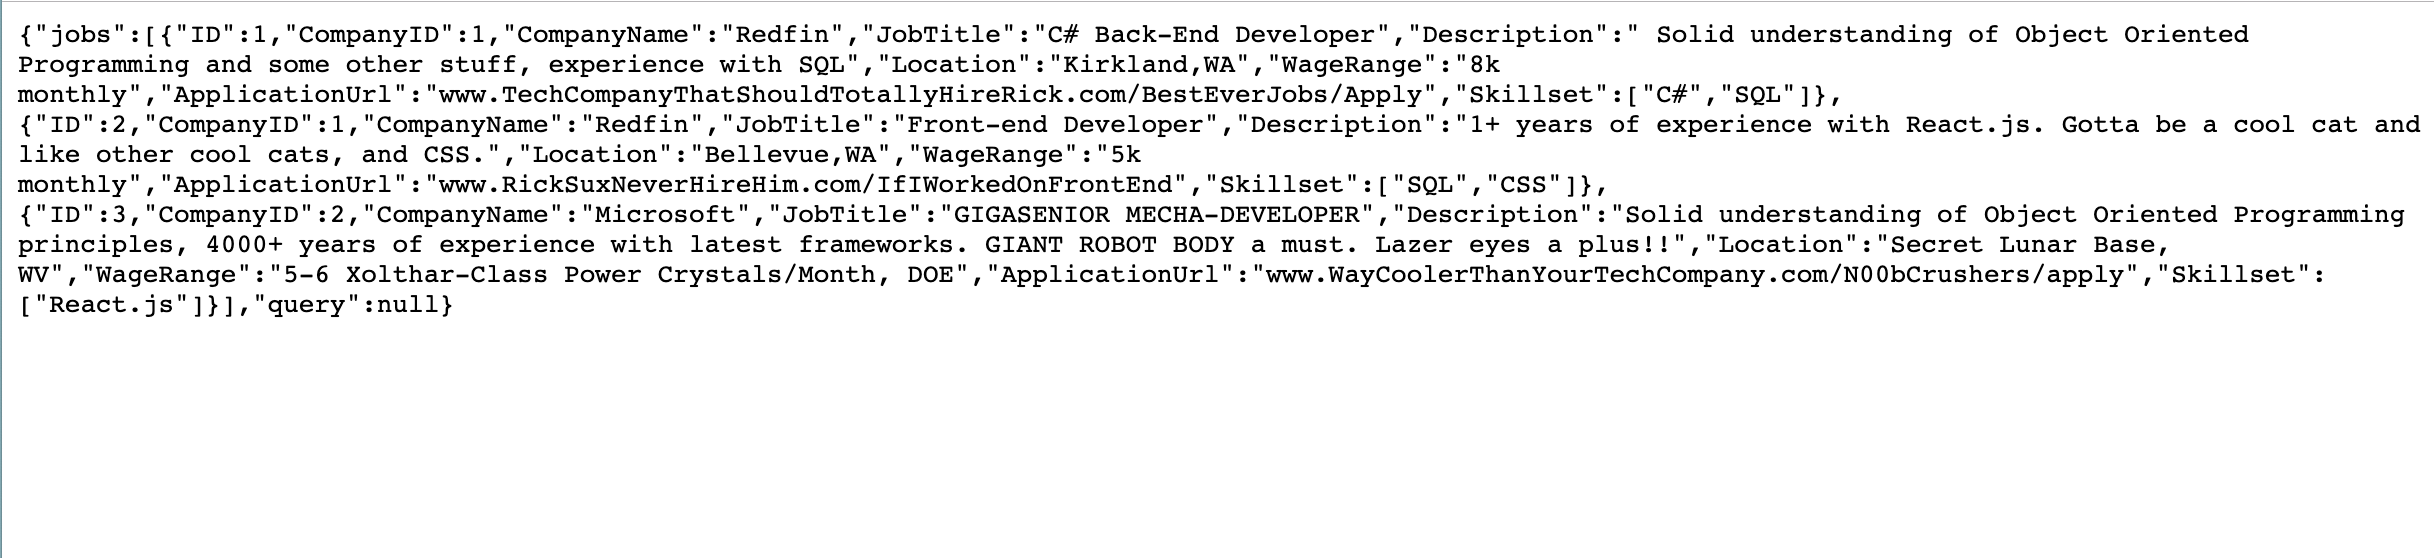 {"jobs":[{"ID":1,"CompanyID":1,"CompanyName":"Redfin","JobTitle":"C# Back-End Developer","Description":" Solid understanding of Object Oriented
Programming and some other stuff, experience with SQL","Location":"Kirkland,WA","WageRange":"8k
monthly","ApplicationUrl":"www.TechCompanyThatShouldTotallyHireRick.com/BestEverJobs/Apply","Skillset":["C#","SQL"]},
{"ID":2,"CompanyID":1,"CompanyName":"Redfin","JobTitle":"Front-end Developer","Description":"1+ years of experience with React.js. Gotta be a cool cat and
like other cool cats, and CSS.","Location":"Bellevue,WA","WageRange":"5k
monthly","ApplicationUrl":"www.RickSuxNeverHireHim.com/IfIWorkedOnFrontEnd","Skillset":["SQL","CSS"]},
{"ID":3,"CompanyID":2,"CompanyName":"Microsoft","JobTitle":"GIGASENIOR MECHA-DEVELOPER","Description":"Solid understanding of Object Oriented Programming
principles, 4000+ years of experience with latest frameworks. GIANT ROBOT BODY a must. Lazer eyes a plus!!","Location":"Secret Lunar Base,
WV","WageRange":"5-6 Xolthar-Class Power Crystals/Month, DOE","ApplicationUrl":"www.WayCoolerThanYourTechCompany.com/N00bCrushers/apply","Skillset":
["React.js"]}],"query":null}